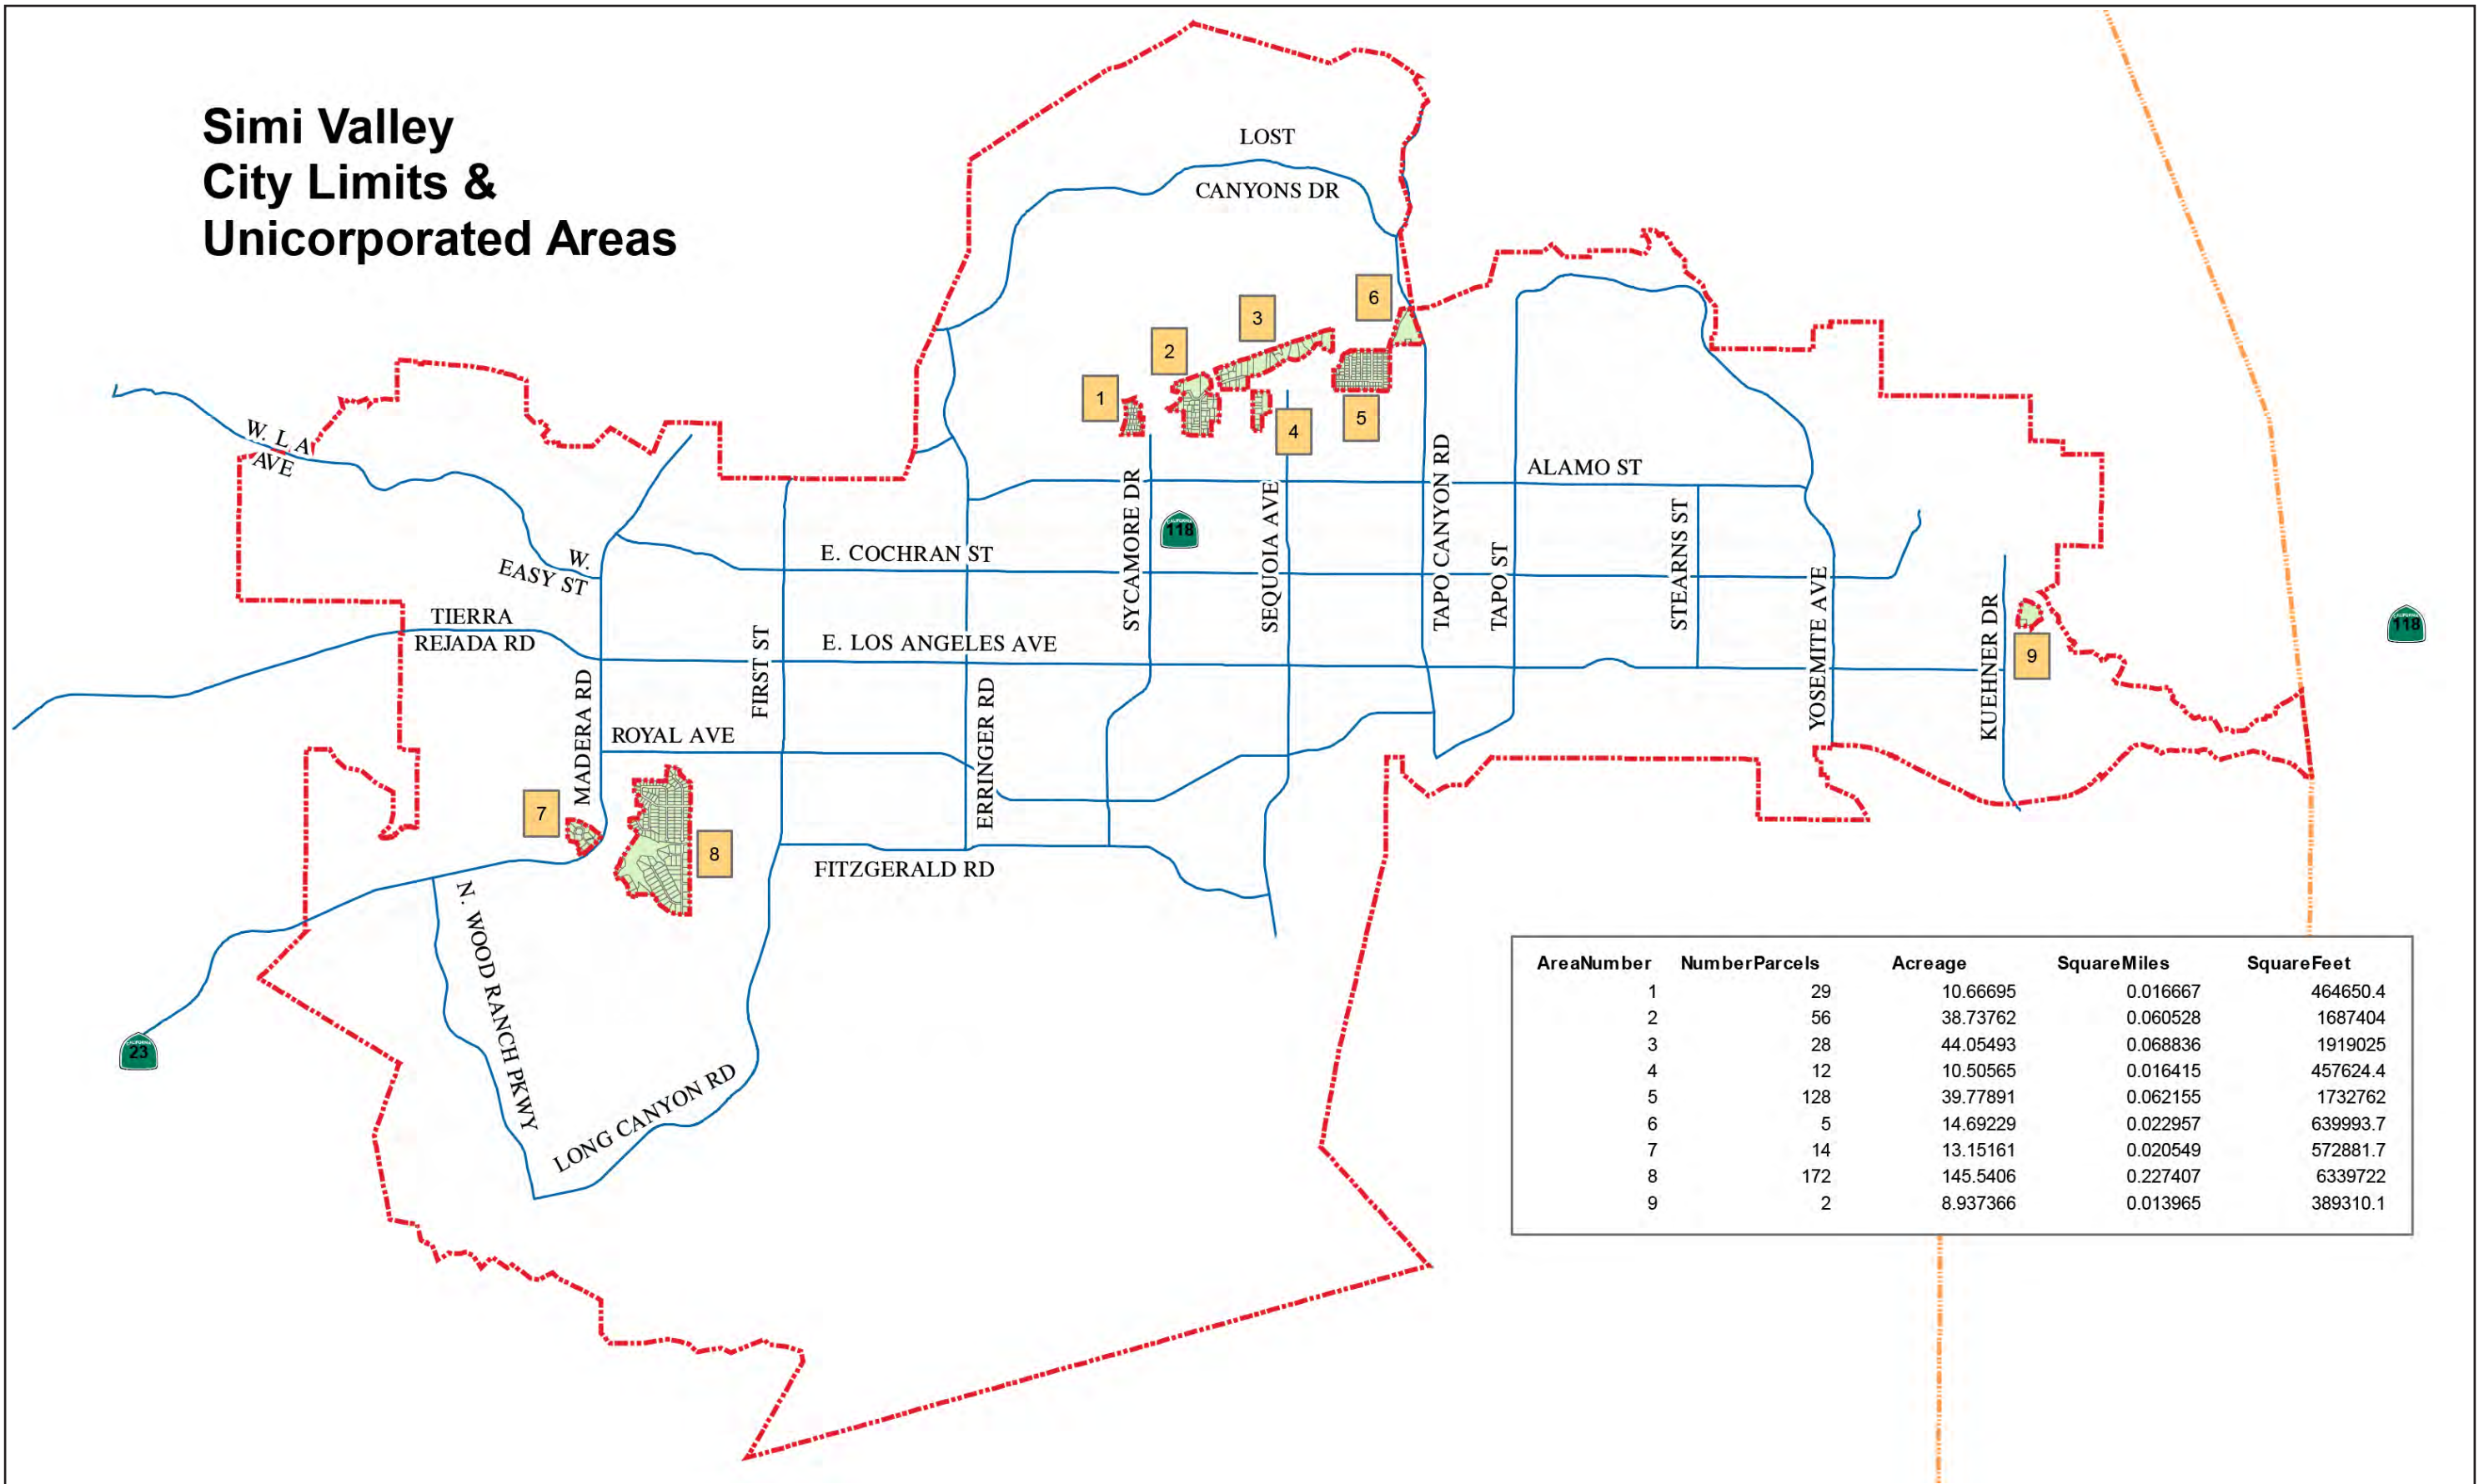 Simi Valley
City Limits &
Unicorporated Areas
LOST
CANYONS DR
6
3
2
1
4
5
W. L A
AVE
ALAMO ST
TAPO CANYON RD
SYCAMORE DR
SEQUOIA AVE
STEARNS ST
118
E. COCHRAN ST
W.
EASY ST
TAPO ST
YOSEMITE AVE
KUEHNER DR
TIERRA
REJADA RD
FIRST ST
E. LOS ANGELES AVE
118
9
MADERA RD
ERRINGER RD
ROYAL AVE
7
8
FITZGERALD RD
N. WOOD RANCH PKWY
23
LONG CANYON RD
AreaNumber NumberParcels Acreage SquareMiles SquareFeet
1 29 10.66695 0.016667 464650.4
2 56 38.73762 0.060528 1687404
3 28 44.05493 0.068836 1919025
4 12 10.50565 0.016415 457624.4
5 128 39.77891 0.062155 1732762
6 5 14.69229 0.022957 639993.7
7 14 13.15161 0.020549 572881.7
8 172 145.5406 0.227407 6339722
9 2 8.937366 0.013965 389310.1